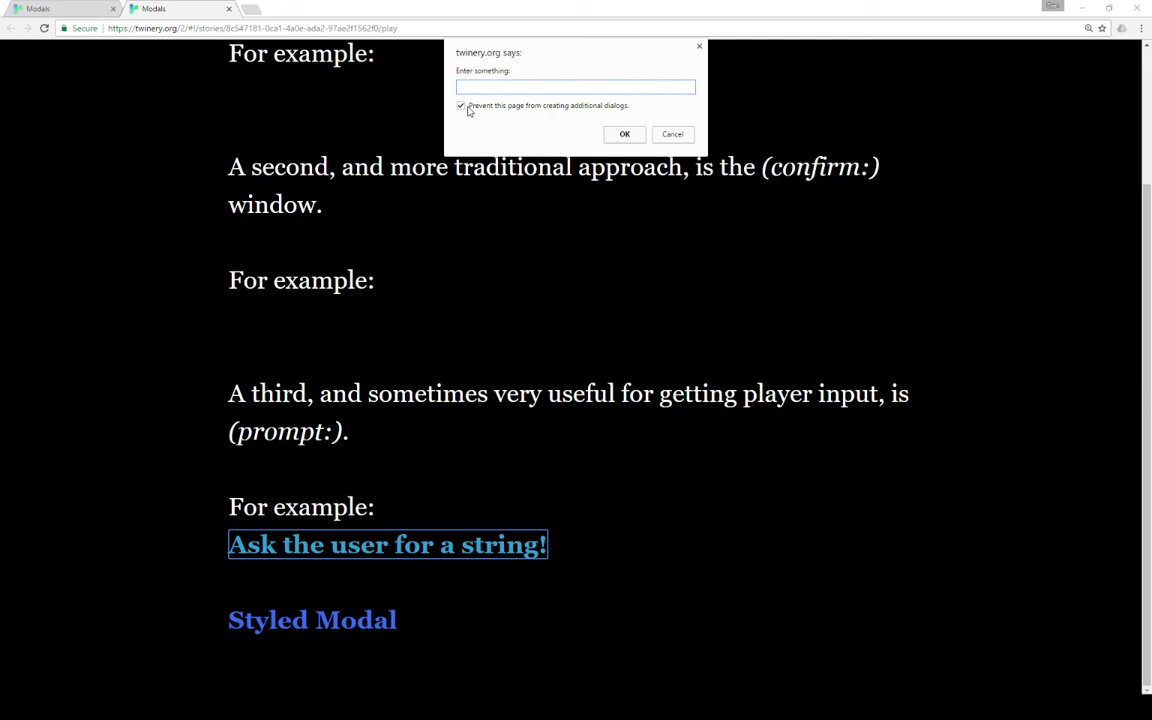 Modals
Modals
Secure
https://twinery.org/2/#!/stories/8c547181-0ca1-4a0e-ada2-97ae2f1562f0/play
twinery.org says:
Enter something:
Prevent this page from creating additional dialogs.
OK
Cancel
For example:
A second, and more traditional approach, is the (confirm:)
window.
For example:
A third, and sometimes very useful for getting player input, is
(prompt:).
For example:
Ask the user for a string!
Styled Modal